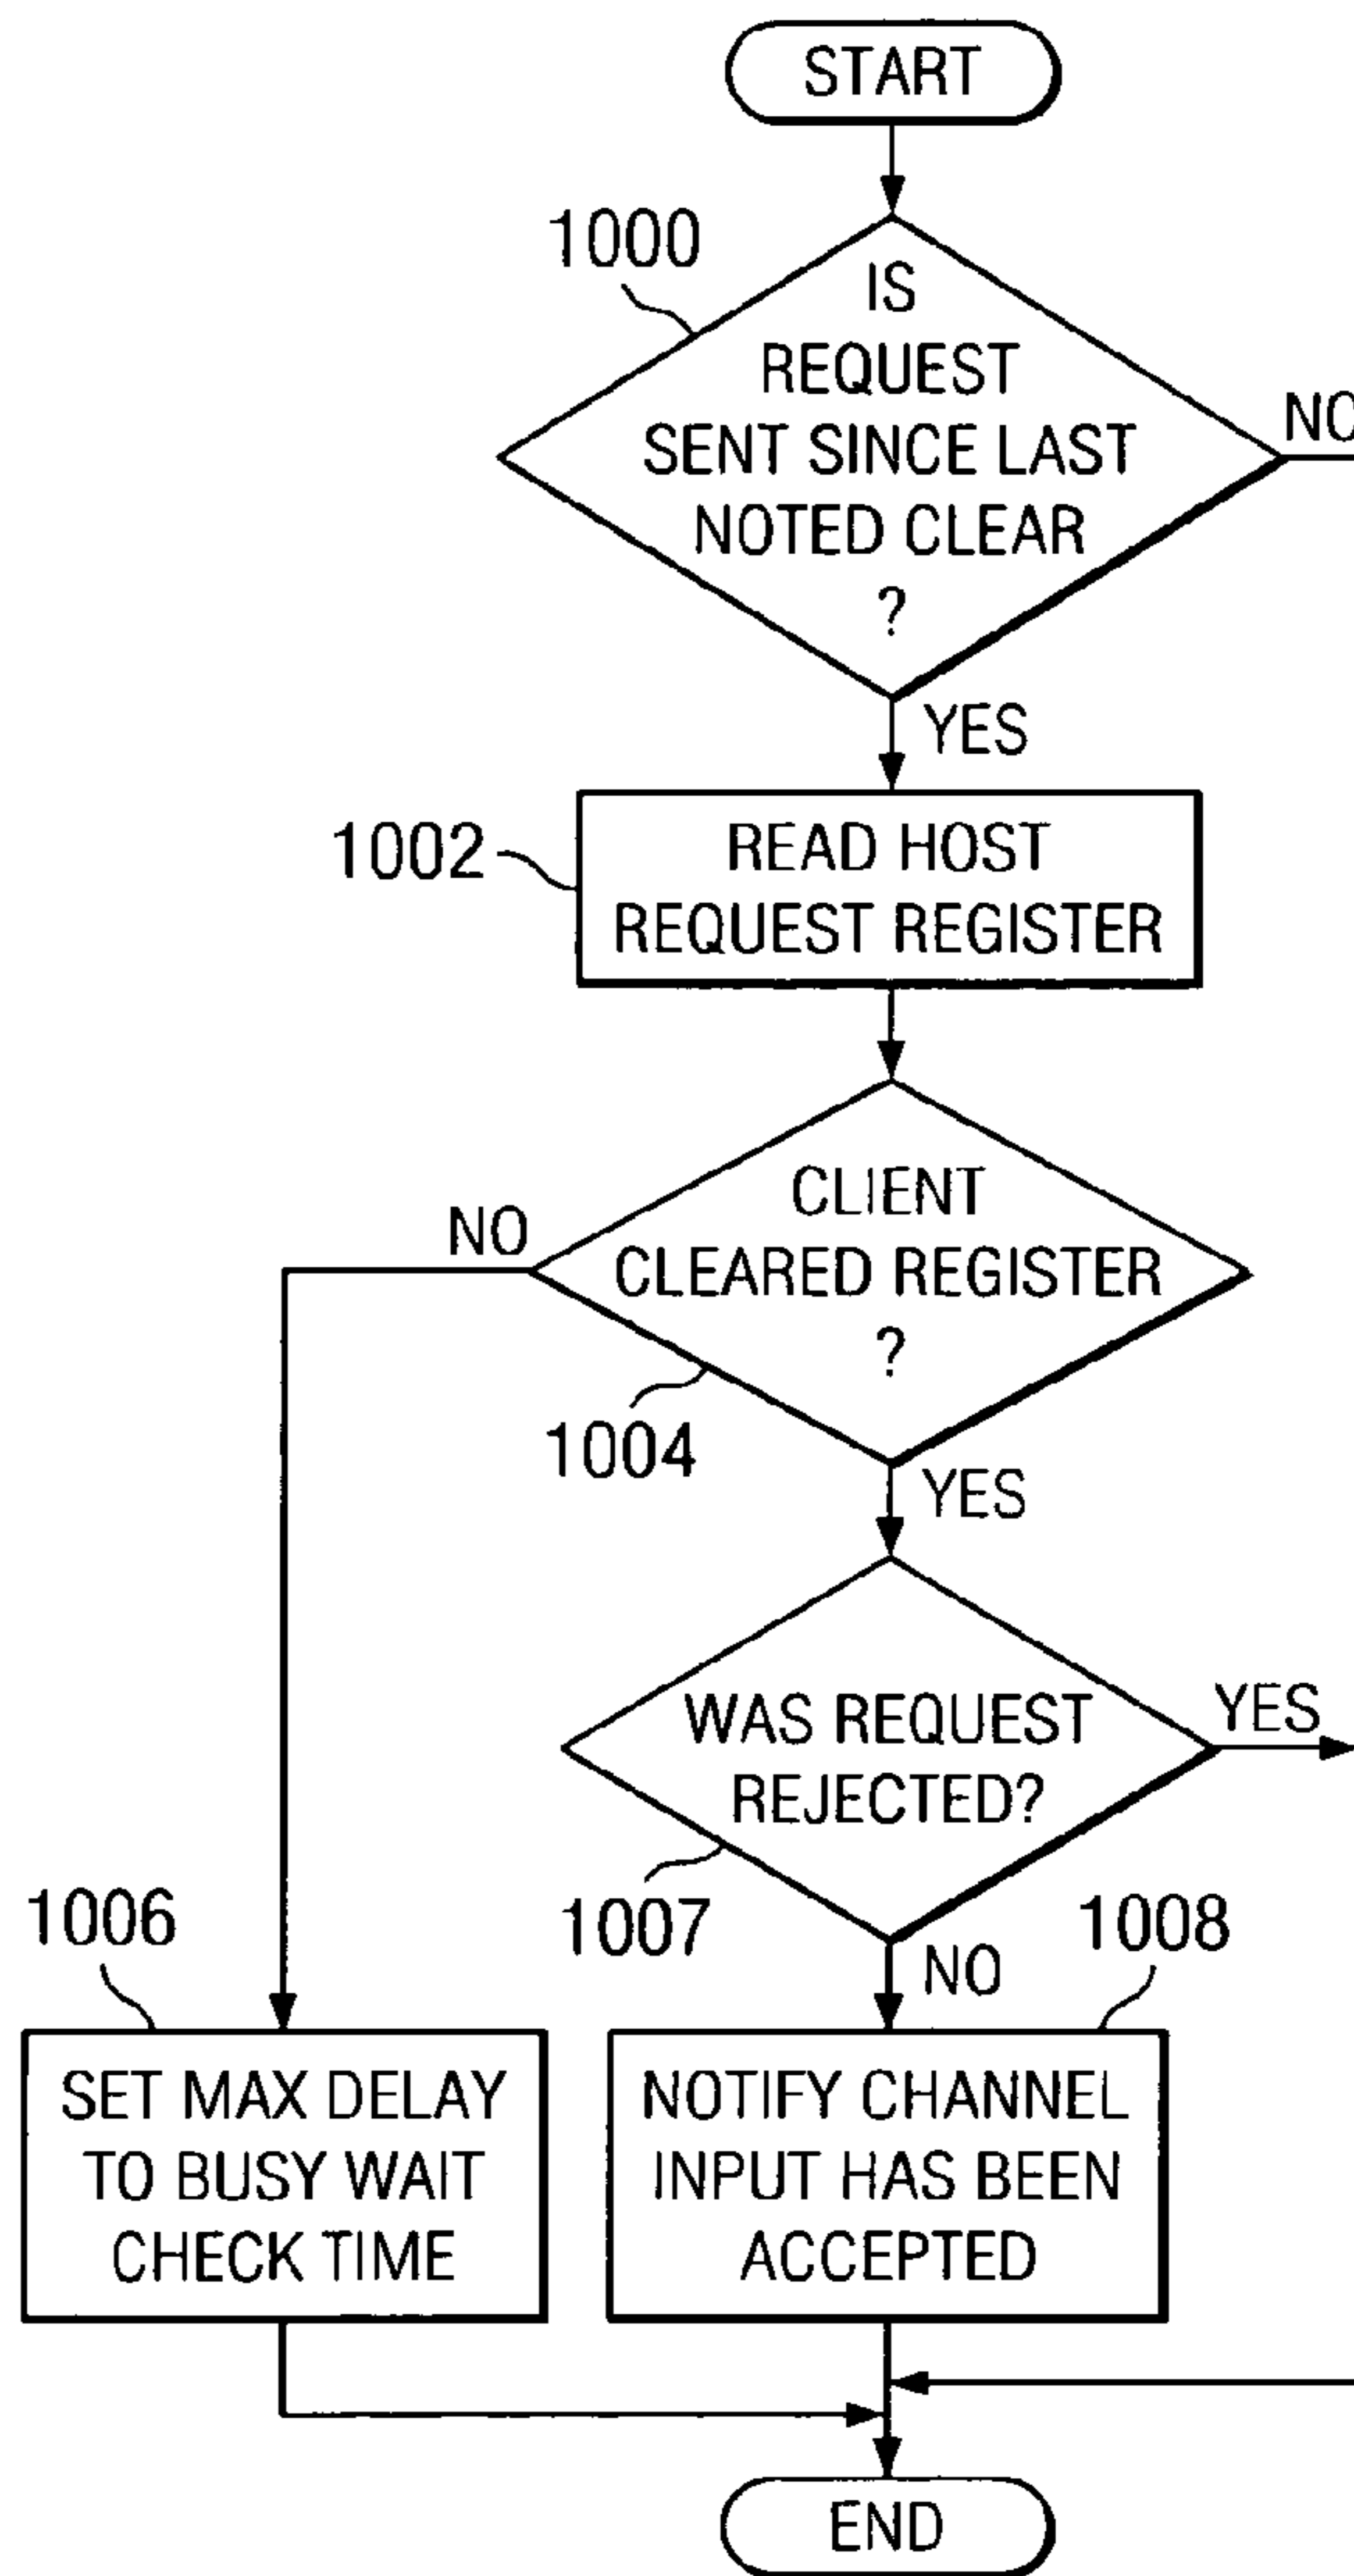 START
1000
IS
REQUEST
SENT SINCE LAST
NOTED CLEAR
?
NO
YES
1002
READ HOST
REQUEST REGISTER
CLIENT
CLEARED REGISTER
?
NO
1004
YES
WAS REQUEST
REJECTED?
YES
1007
NO
1006
SET MAX DELAY
TO BUSY WAIT
CHECK TIME
1008
NOTIFY CHANNEL
INPUT HAS BEEN
ACCEPTED
END